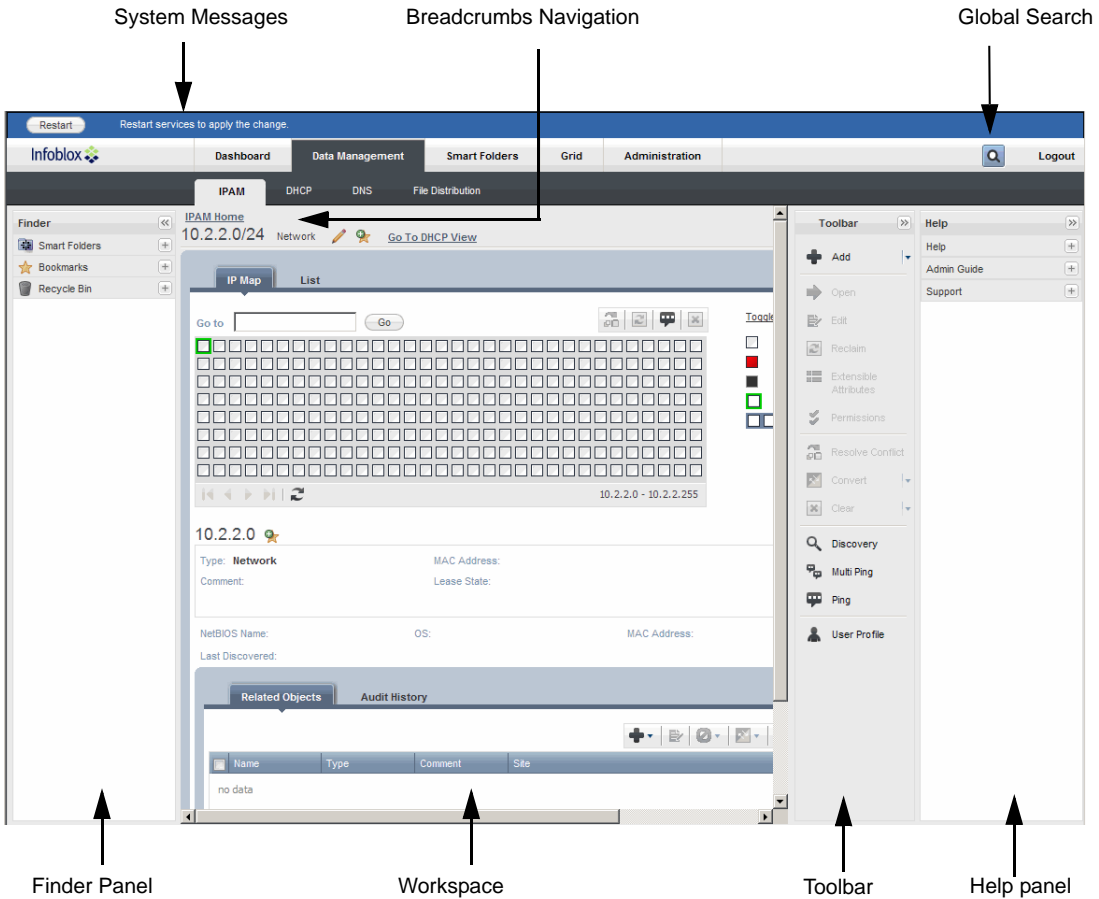 System Messages
Breadcrumbs Navigation
Global Search
Restart
Restart services to apply the change.
Infoblox
Dashboard
Data Management
Smart Folders
Grid
Administration
Logout
IPAM
DHCP
DNS
File Distribution
Finder
Smart Folders
Bookmarks
Recycle Bin
IPAM Home
10.2.2.0/24 Network Go To DHCP View
IP Map
List
Go to
Go
Toggle
10.2.2.0 - 10.2.2.255
10.2.2.0
Type: Network
MAC Address:
Comment:
Lease State:
NetBIOS Name:
OS:
MAC Address:
Last Discovered:
Related Objects
Audit History
Name
Type
Comment
Site
no data
Toolbar
Add
Open
Edit
Reclaim
Extensible
Attributes
Permissions
Resolve Conflict
Convert
Clear
Discovery
Multi Ping
Ping
User Profile
Help
Help
Admin Guide
Support
Finder Panel
Workspace
Toolbar
Help panel